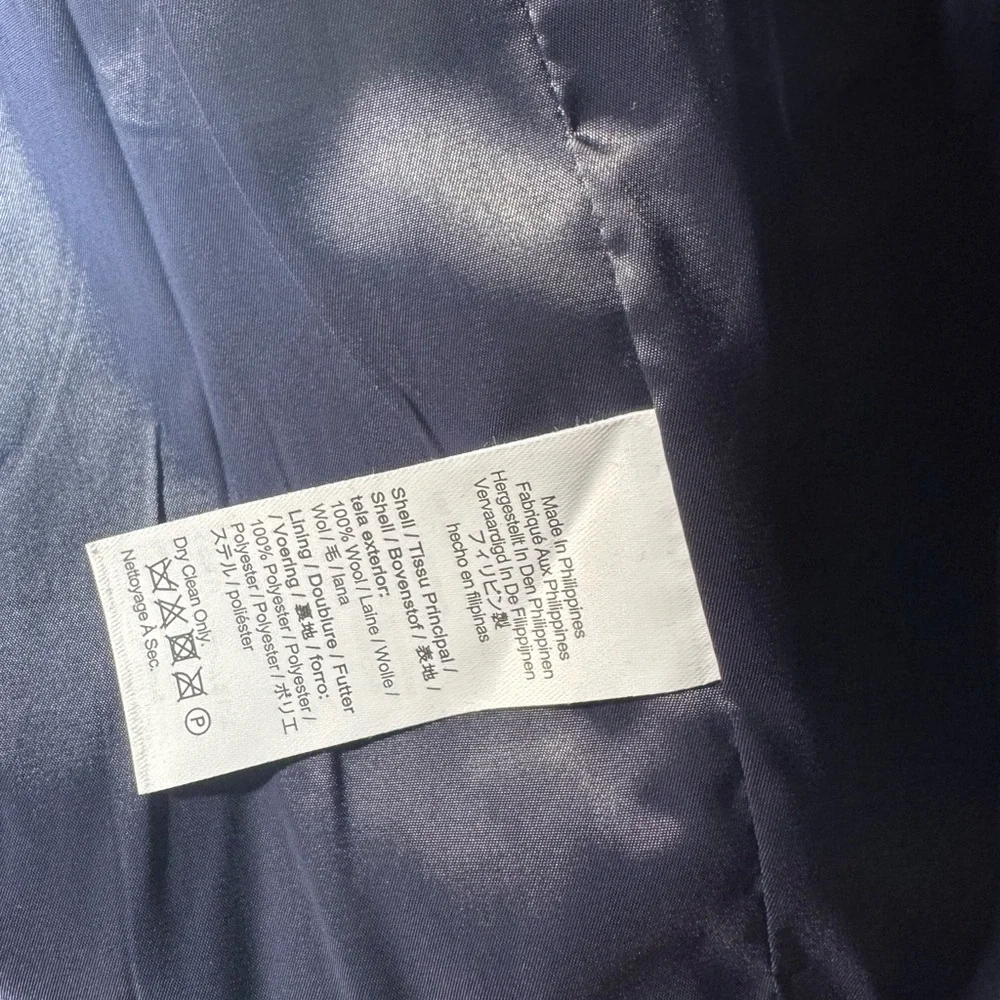 Made In Philippines
Fabriqué Aux Philippines
Hergestellt In Den Philippinen
Vervaardigd In De Filippijnen
フィリピン製
hecho en filipinas
Shell / Tissu Principal /
Shell / Bovenstof / 表地 /
tela exterior:
100% Wool / Laine / Wolle /
Wol / 毛 / lana
Lining / Doublure / Futter
/ Voering / 裏地 / forro:
100% Polyester / Polyester /
Polyester / Polyester / ポリエ
ステル / poliéster
Dry Clean Only.
P
Nettoyage À Sec.